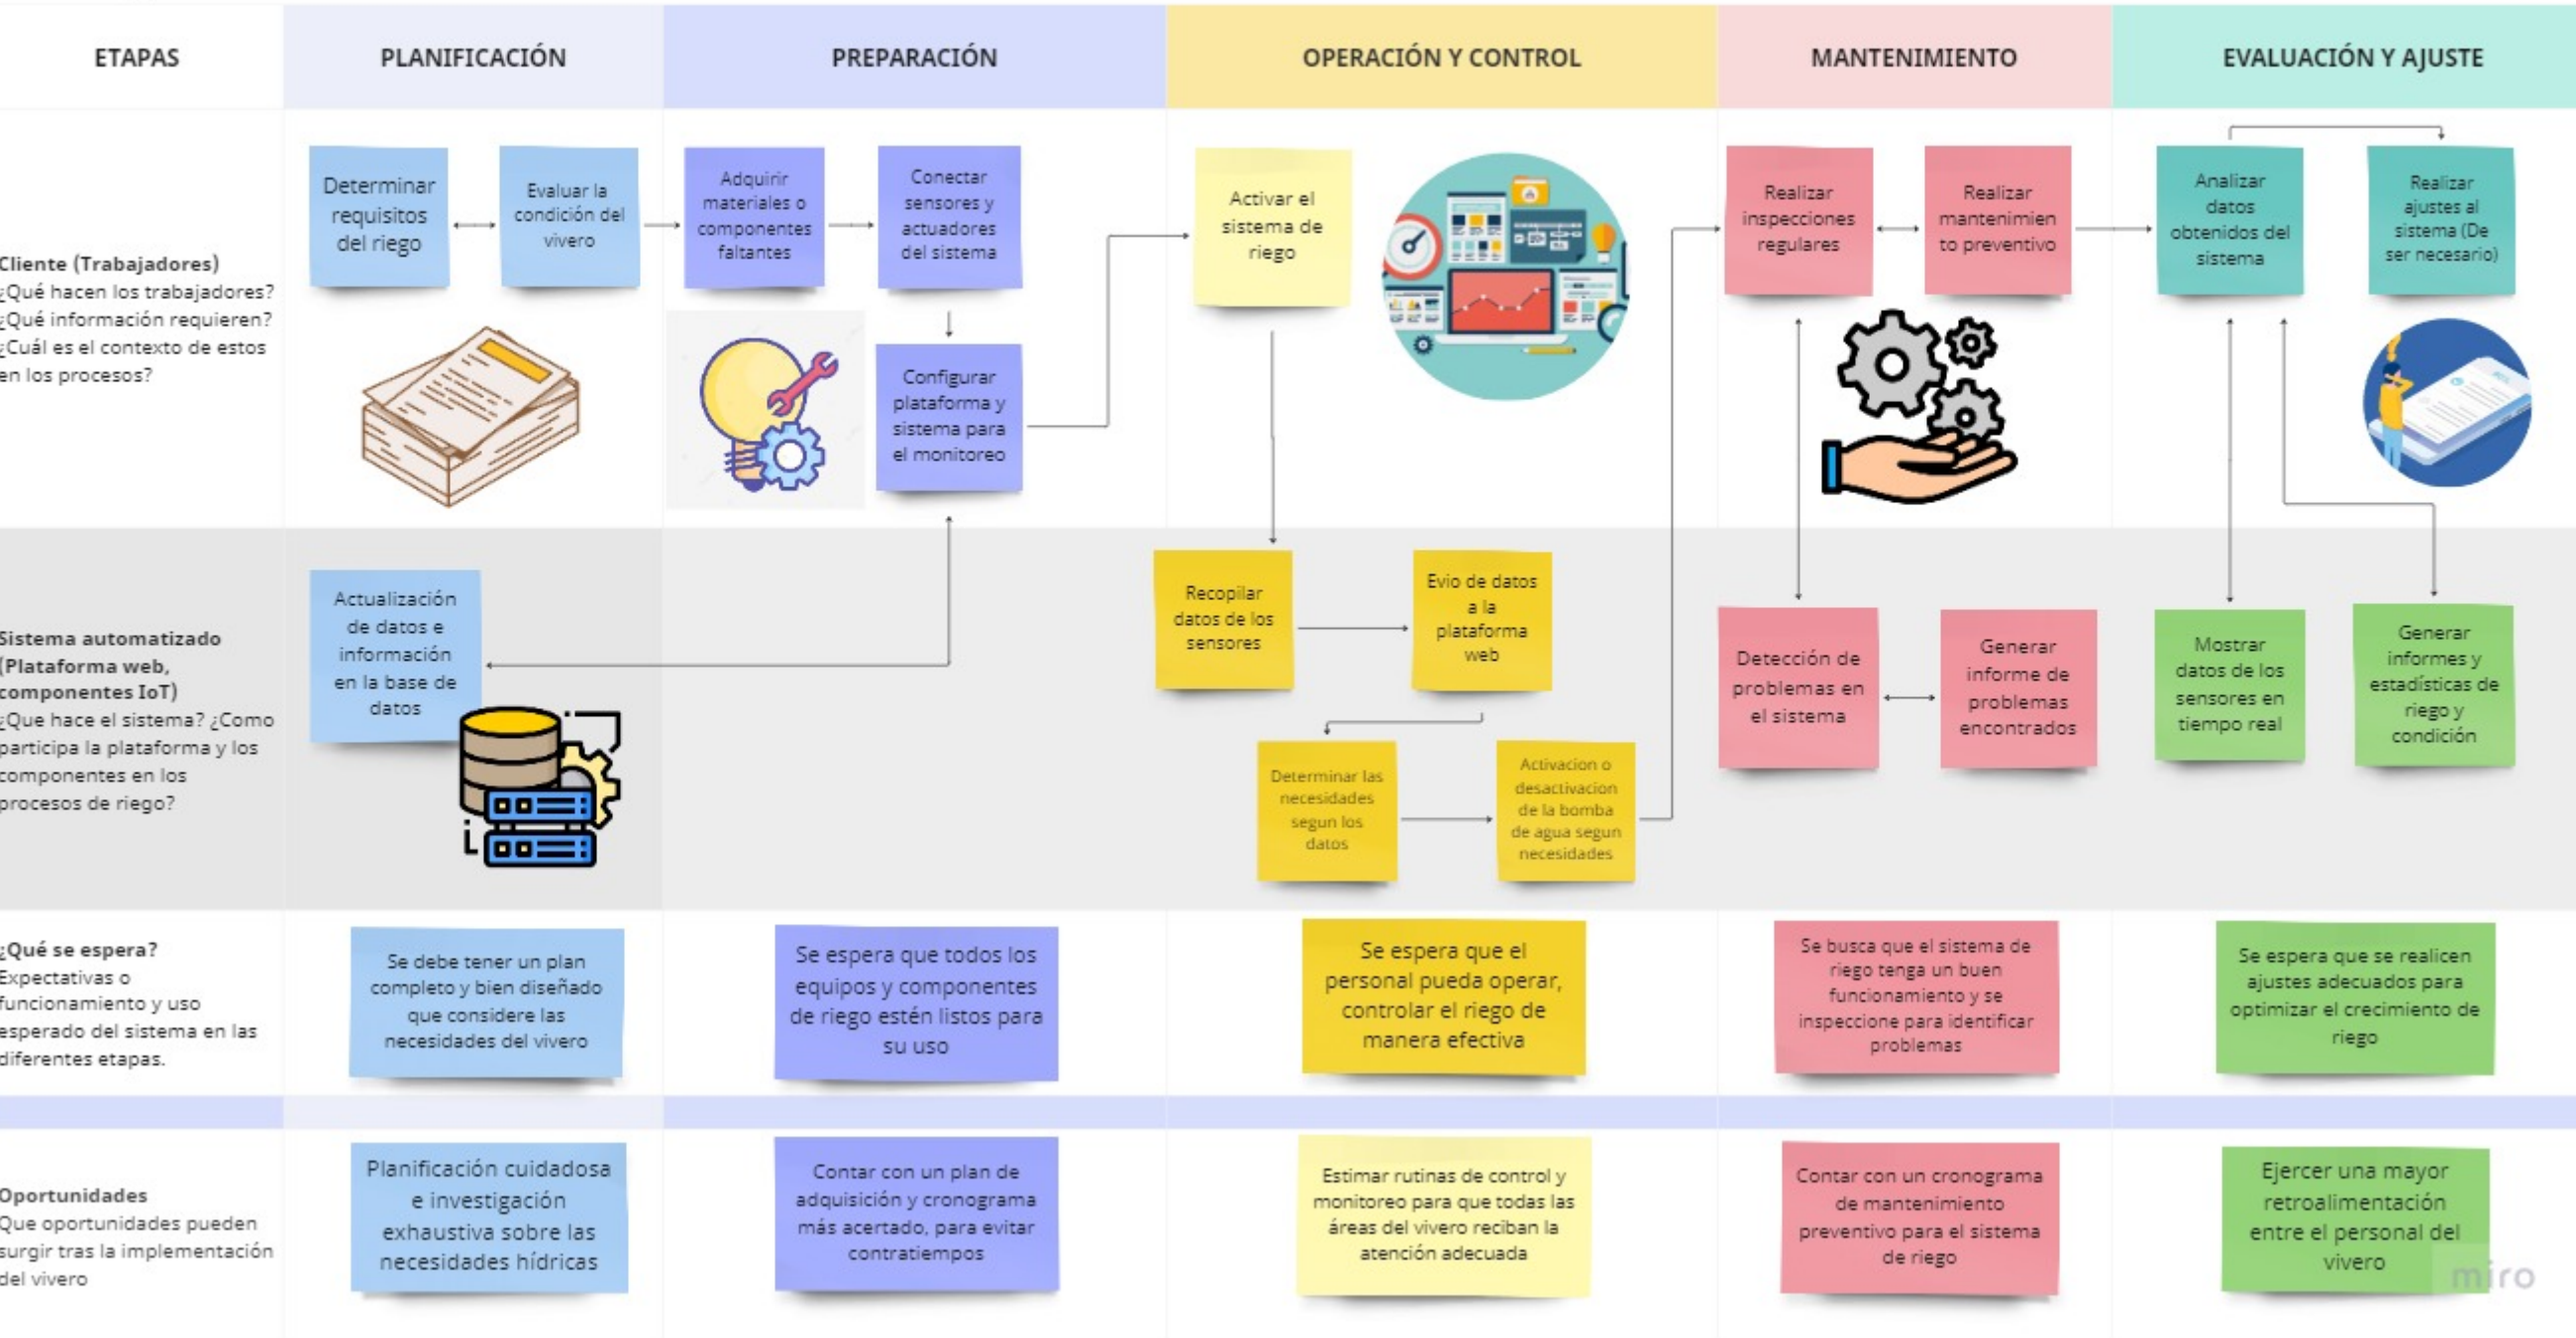 ETAPAS
PLANIFICACIÓN
PREPARACIÓN
OPERACIÓN Y CONTROL
MANTENIMIENTO
EVALUACIÓN Y AJUSTE
Cliente (Trabajadores)
¿Qué hacen los trabajadores?
¿Qué información requieren?
¿Cuál es el contexto de estos
en los procesos?
Determinar
requisitos
del riego
Evaluar la
condición del
vivero
Adquirir
materiales o
componentes
faltantes
Conectar
sensores y
actuadores
del sistema
Configurar
plataforma y
sistema para
el monitoreo
Activar el
sistema de
riego
Realizar
inspecciones
regulares
Realizar
mantenimien
to preventivo
Analizar
datos
obtenidos del
sistema
Realizar
ajustes al
sistema (De
ser necesario)
Sistema automatizado
(Plataforma web,
componentes IoT)
¿Que hace el sistema? ¿Como
participa la plataforma y los
componentes en los
procesos de riego?
Actualización
de datos e
información
en la base de
datos
Recopilar
datos de los
sensores
Evio de datos
a la
plataforma
web
Determinar las
necesidades
segun los
datos
Activacion o
desactivacion
de la bomba
de agua segun
necesidades
Detección de
problemas en
el sistema
Generar
informe de
problemas
encontrados
Mostrar
datos de los
sensores en
tiempo real
Generar
informes y
estadísticas de
riego y
condición
¿Qué se espera?
Expectativas o
funcionamiento y uso
esperado del sistema en las
diferentes etapas.
Se debe tener un plan
completo y bien diseñado
que considere las
necesidades del vivero
Se espera que todos los
equipos y componentes
de riego estén listos para
su uso
Se espera que el
personal pueda operar,
controlar el riego de
manera efectiva
Se busca que el sistema de
riego tenga un buen
funcionamiento y se
inspeccione para identificar
problemas
Se espera que se realicen
ajustes adecuados para
optimizar el crecimiento de
riego
Oportunidades
Que oportunidades pueden
surgir tras la implementación
del vivero
Planificación cuidadosa
e investigación
exhaustiva sobre las
necesidades hídricas
Contar con un plan de
adquisición y cronograma
más acertado, para evitar
contratiempos
Estimar rutinas de control y
monitoreo para que todas las
áreas del vivero reciban la
atención adecuada
Contar con un cronograma
de mantenimiento
preventivo para el sistema
de riego
Ejercer una mayor
retroalimentación
entre el personal del
vivero
miro